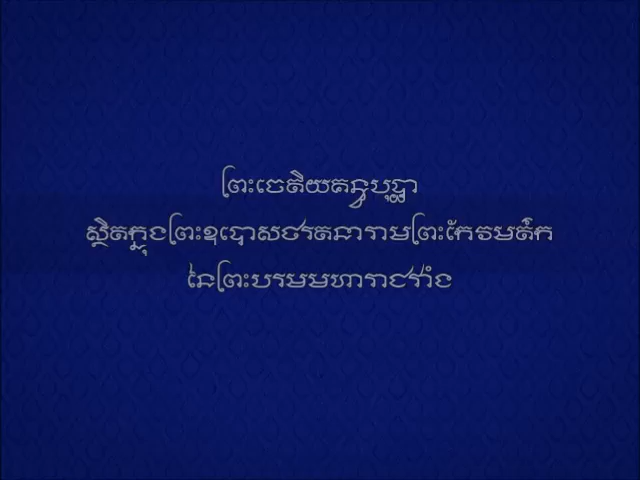 ព្រះចេតិយគន្ធបុប្ផា
ស្ថិតក្នុងព្រះឧបោសថរតនារាមព្រះកែវមរកត
នៃព្រះបរមមហារាជវាំង